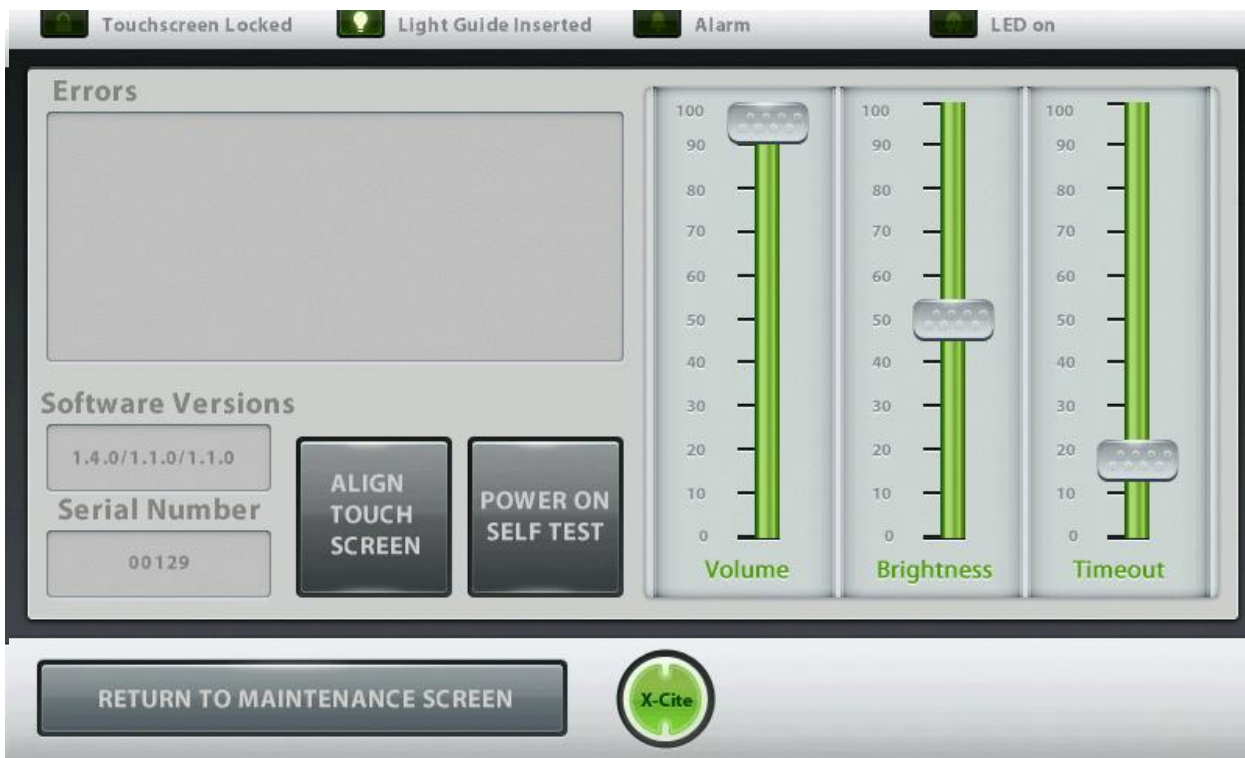 Touchscreen Locked
Light Guide Inserted
Alarm
LED on
Errors
Software Versions
1.4.0/1.1.0/1.1.0
Serial Number
00129
ALIGN
TOUCH
SCREEN
POWER ON
SELF TEST
100
90
80
70
60
50
40
30
20
10
0
Volume
100
90
80
70
60
50
40
30
20
10
0
Brightness
100
90
80
70
60
50
40
30
20
10
0
Timeout
RETURN TO MAINTENANCE SCREEN
X-Cite